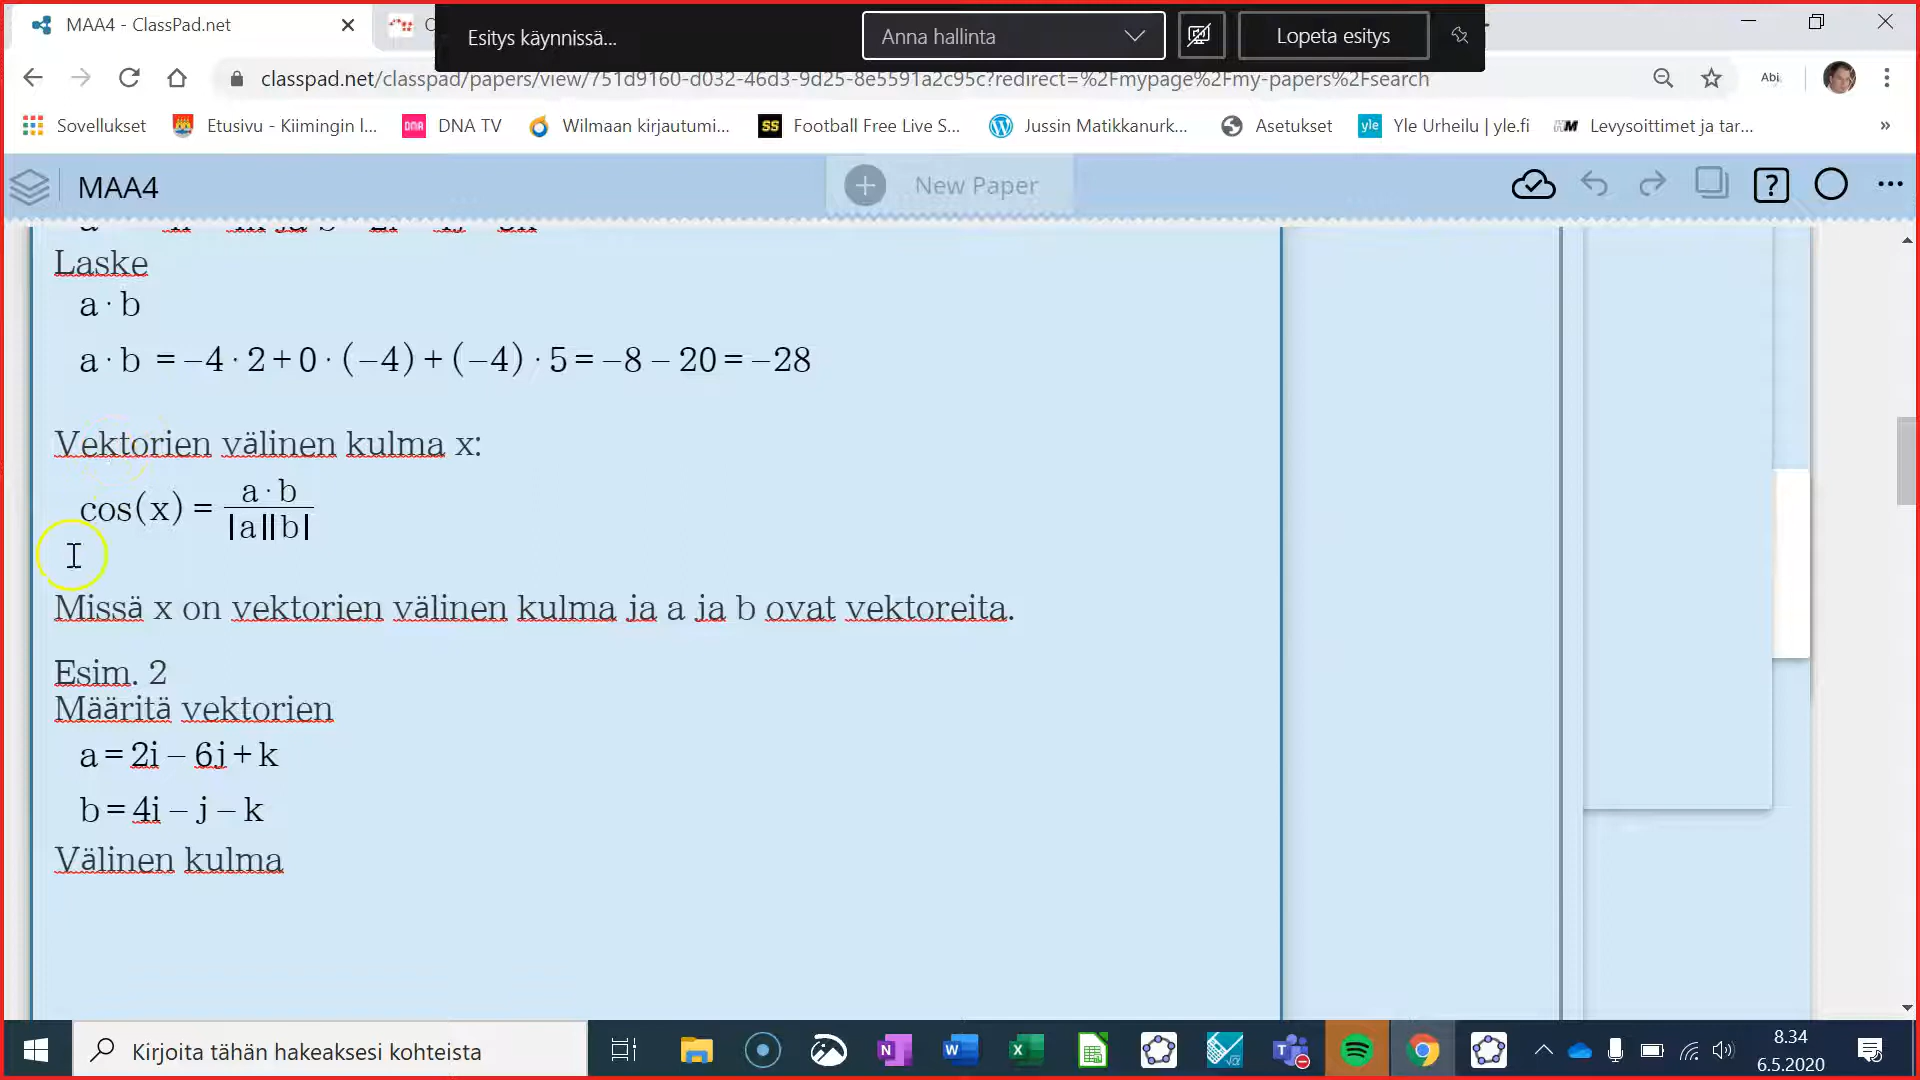 MAA4 - ClassPad.net
Esitys käynnissä...
Anna hallinta
Lopeta esitys
classpad.net/classpad/papers/view/751d9160-d032-46d3-9d25-8e5591a2c95c?redirect=%2Fmypage%2Fmy-papers%2Fsearch
Abi
Sovellukset
Etusivu - Kiimingin l...
DNA TV
Wilmaan kirjautumi...
Football Free Live S...
Jussin Matikkanurk...
Asetukset
Yle Urheilu | yle.fi
Levysoittimet ja tar...
»
MAA4
New Paper
Laske
a · b
a · b = −4 · 2 + 0 · (−4) + (−4) · 5 = −8 − 20 = −28
Vektorien välinen kulma x:
cos(x) = a · b / |a||b|
Missä x on vektorien välinen kulma ja a ja b ovat vektoreita.
Esim. 2
Määritä vektorien
a = 2i − 6j + k
b = 4i − j − k
Välinen kulma
Kirjoita tähän hakeaksesi kohteista
8.34
6.5.2020